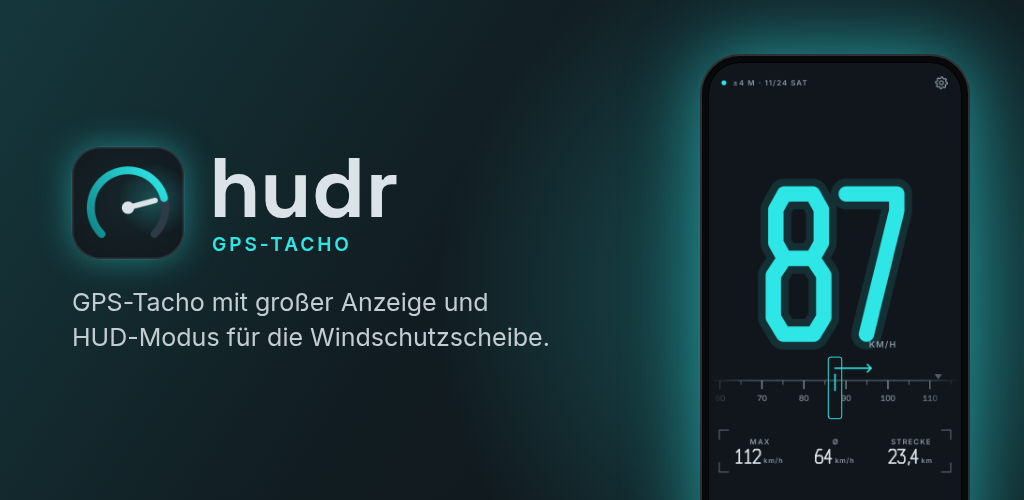 hudr
GPS-TACHO
GPS-Tacho mit großer Anzeige und
HUD-Modus für die Windschutzscheibe.
±4 M · 11/24 SAT
87
KM/H
60 70 80 90 100 110
MAX Ø STRECKE
112 km/h 64 km/h 23,4 km